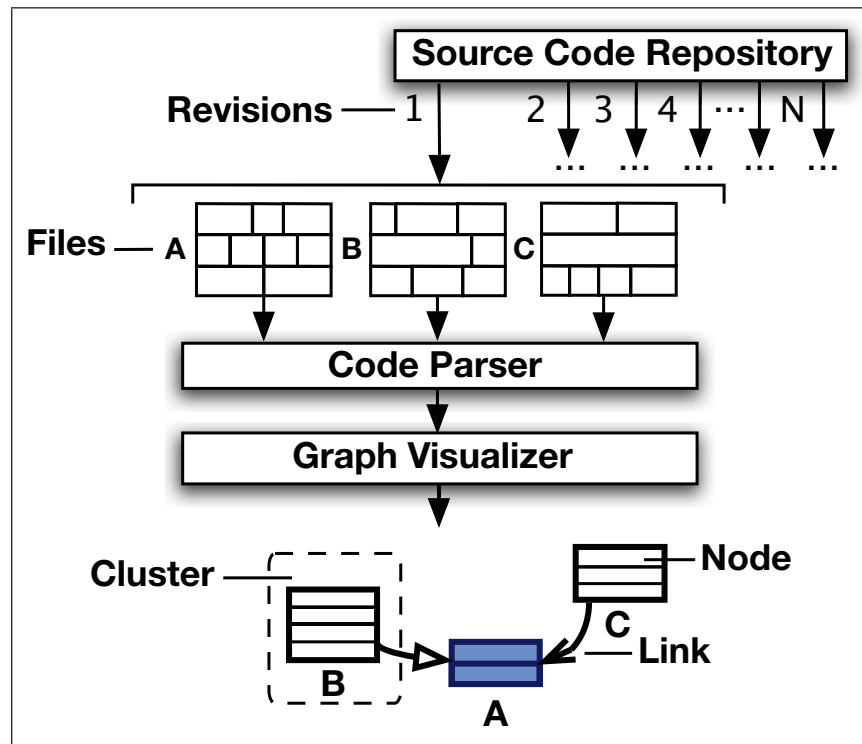 Source Code Repository
Revisions 1 2 3 4 ... N
... ... ... ... ...
Files A B C
Code Parser
Graph Visualizer
Cluster Node
C
Link
B
A